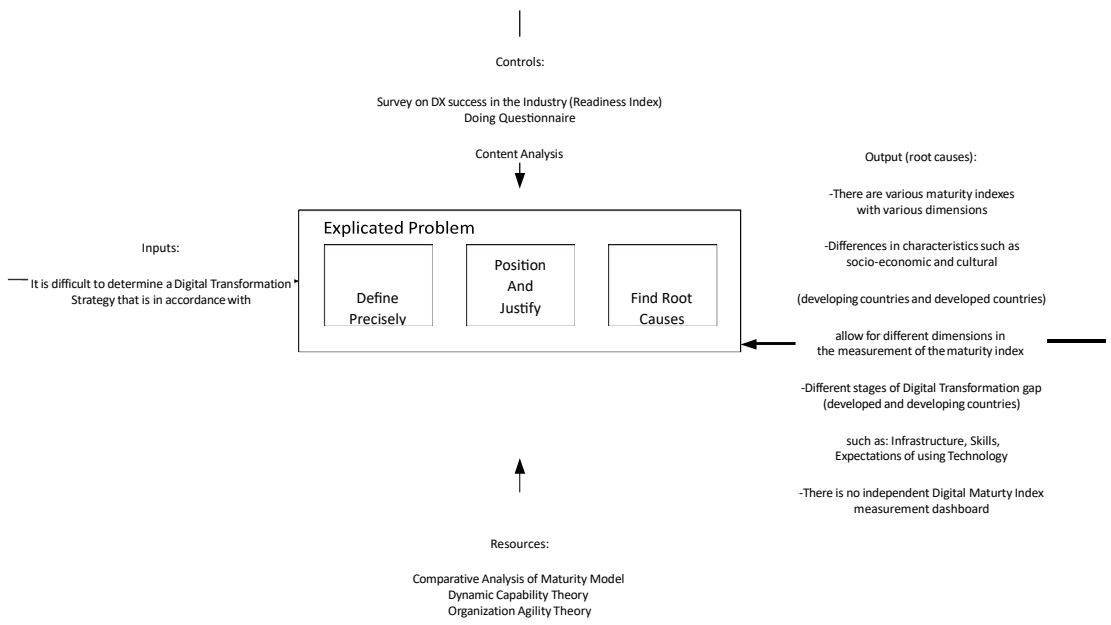 Controls:
Survey on DX success in the Industry (Readiness Index)
Doing Questionnaire
Content Analysis
Inputs:
It is difficult to determine a Digital Transformation
Strategy that is in accordance with
Explicated Problem
Define
Precisely
Position
And
Justify
Find Root
Causes
Output (root causes):
-There are various maturity indexes
with various dimensions
-Differences in characteristics such as
socio-economic and cultural
(developing countries and developed countries)
allow for different dimensions in
the measurement of the maturity index
-Different stages of Digital Transformation gap
(developed and developing countries)
such as: Infrastructure, Skills,
Expectations of using Technology
-There is no independent Digital Maturty Index
measurement dashboard
Resources:
Comparative Analysis of Maturity Model
Dynamic Capability Theory
Organization Agility Theory